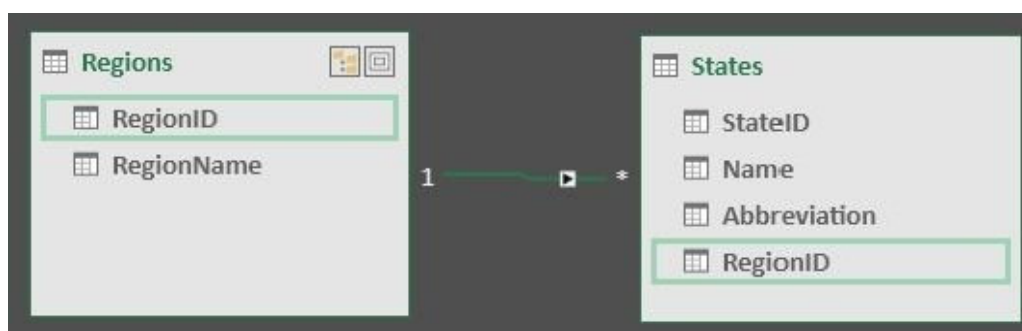 Regions
RegionID
RegionName
1
*
States
StateID
Name
Abbreviation
RegionID